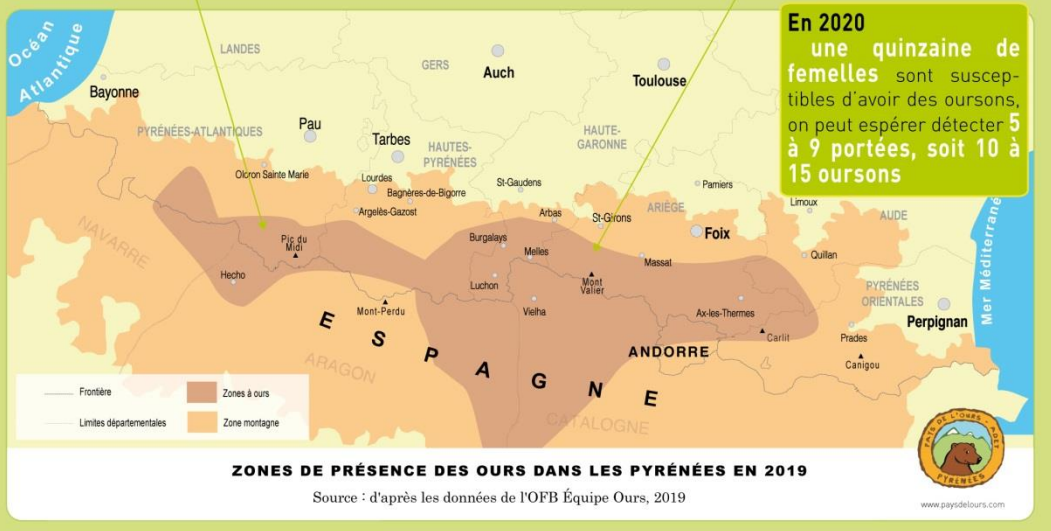 En 2020
une quinzaine de
femelles sont suscep-
tibles d'avoir des oursons,
on peut espérer détecter 5
à 9 portées, soit 10 à
15 oursons
Océan
Atlantique
LANDES
GERS
Auch
Toulouse
Bayonne
PYRÉNÉES-ATLANTIQUES
Pau
Tarbes
HAUTES-
PYRÉNÉES
HAUTE-
GARONNE
Oloron Sainte Marie
Lourdes
Bagnères-de-Bigorre
Argelès-Gazost
St-Gaudens
Pamiers
Limoux
AUDE
Arbas
St-Girons
ARIÈGE
Foix
NAVARRE
Pic du
Midi
Burgalays
Melles
Massat
Quillan
Mer Méditerranée
Hecho
Luchon
Mont
Valier
PYRÉNÉES
ORIENTALES
Mont-Perdu
Vielha
Ax-les-Thermes
Perpignan
Carlit
Prades
Canigou
ESPAGNE
ANDORRE
ARAGON
CATALOGNE
Frontière
Zones à ours
Limites départementales
Zone montagne
PAYS DE L'OURS - ADET
PYRÉNÉES
www.paysdelours.com
ZONES DE PRÉSENCE DES OURS DANS LES PYRÉNÉES EN 2019
Source : d'après les données de l'OFB Équipe Ours, 2019